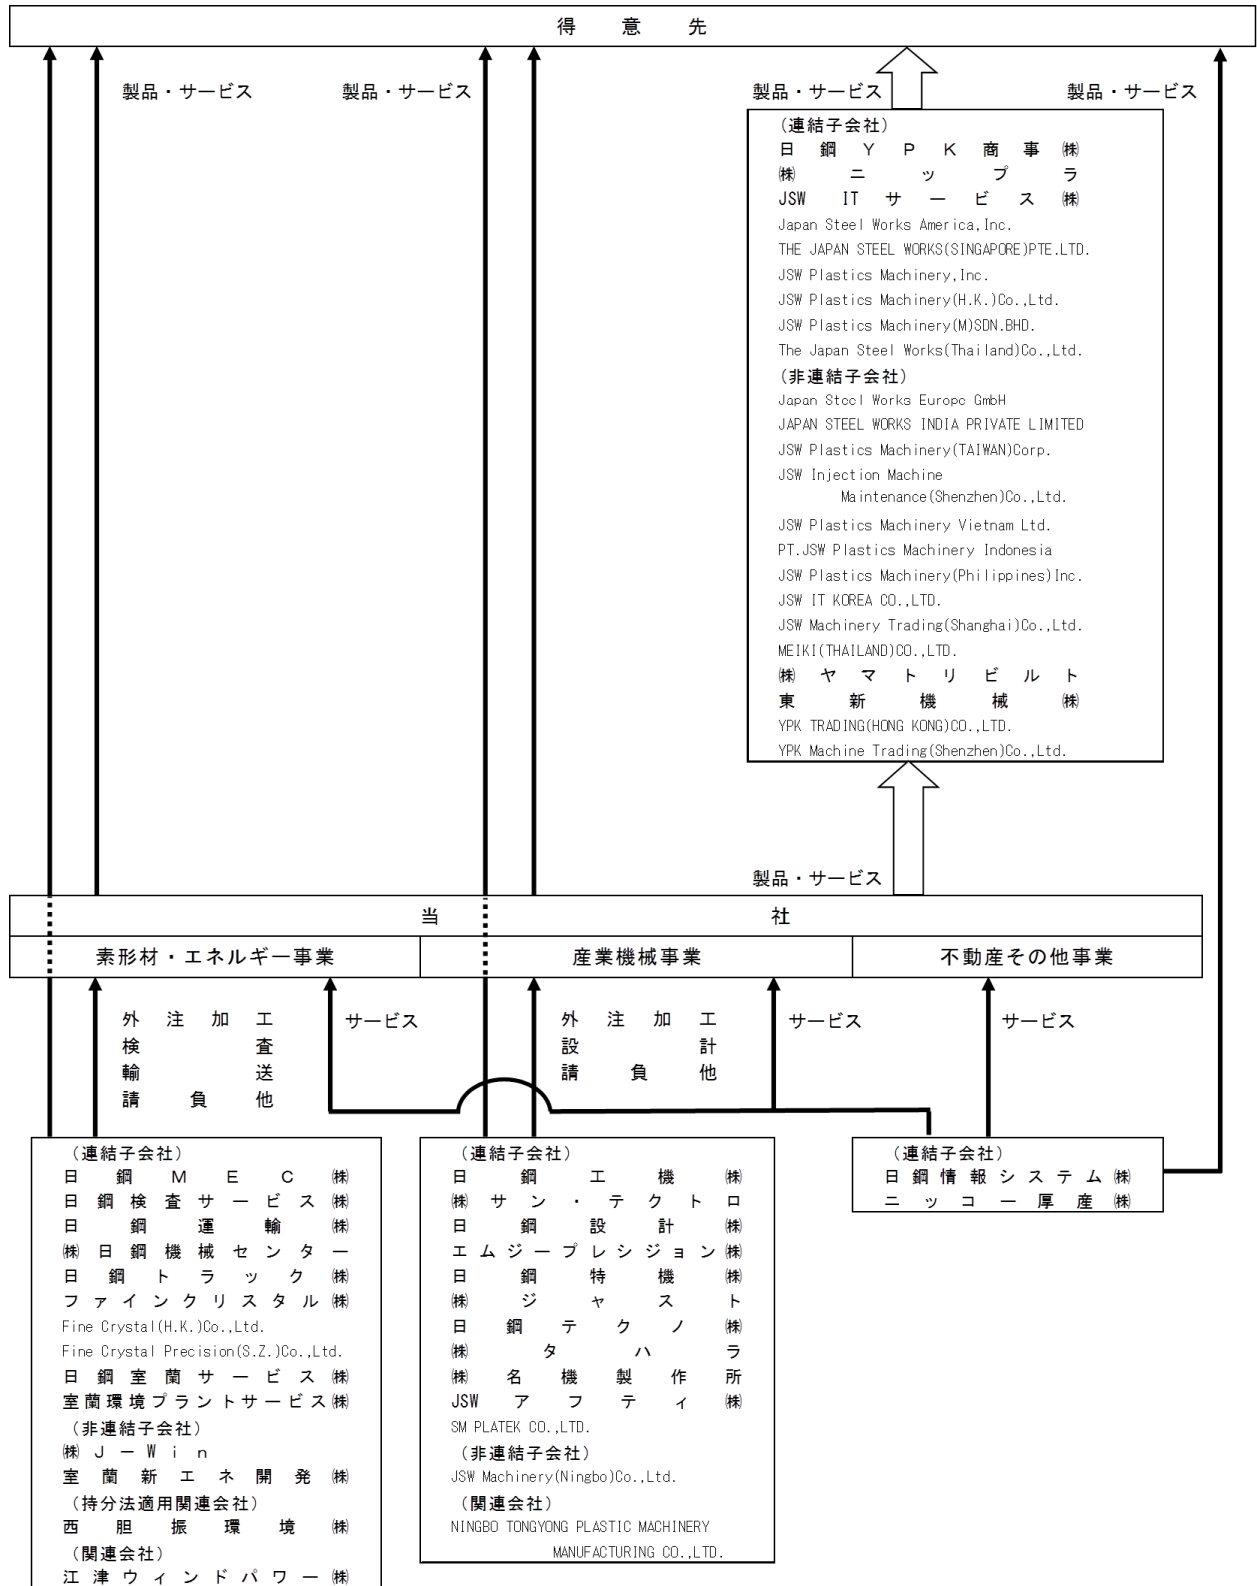 得意先
製品・サービス
製品・サービス
製品・サービス
製品・サービス
（連結子会社）
日鋼ＹＰＫ商事㈱
㈱ニップラ
JSW ITサービス㈱
Japan Steel Works America,Inc.
THE JAPAN STEEL WORKS(SINGAPORE)PTE.LTD.
JSW Plastics Machinery,Inc.
JSW Plastics Machinery(H.K.)Co.,Ltd.
JSW Plastics Machinery(M)SDN.BHD.
The Japan Steel Works(Thailand)Co.,Ltd.
（非連結子会社）
Japan Steel Works Europe GmbH
JAPAN STEEL WORKS INDIA PRIVATE LIMITED
JSW Plastics Machinery(TAIWAN)Corp.
JSW Injection Machine
Maintenance(Shenzhen)Co.,Ltd.
JSW Plastics Machinery Vietnam Ltd.
PT.JSW Plastics Machinery Indonesia
JSW Plastics Machinery(Philippines)Inc.
JSW IT KOREA CO.,LTD.
JSW Machinery Trading(Shanghai)Co.,Ltd.
MEIKI(THAILAND)CO.,LTD.
㈱ヤマトリビルト
東新機械㈱
YPK TRADING(HONG KONG)CO.,LTD.
YPK Machine Trading(Shenzhen)Co.,Ltd.
製品・サービス
当社
素形材・エネルギー事業
産業機械事業
不動産その他事業
外注加工
検査
輸送
請負他
サービス
外注加工
設計
請負他
サービス
サービス
（連結子会社）
日鋼ＭＥＣ㈱
日鋼検査サービス㈱
日鋼運輸㈱
㈱日鋼機械センター
日鋼トラック㈱
ファインクリスタル㈱
Fine Crystal(H.K.)Co.,Ltd.
Fine Crystal Precision(S.Z.)Co.,Ltd.
日鋼室蘭サービス㈱
室蘭環境プラントサービス㈱
（非連結子会社）
㈱Ｊ－Ｗｉｎ
室蘭新エネ開発㈱
（持分法適用関連会社）
西胆振環境㈱
（関連会社）
江津ウィンドパワー㈱
（連結子会社）
日鋼工機㈱
㈱サン・テクトロ
日鋼設計㈱
エムジープレシジョン㈱
日鋼特機㈱
㈱ジャスト
日鋼テクノ㈱
㈱タハラ
㈱名機製作所
JSWアフティ㈱
SM PLATEK CO.,LTD.
（非連結子会社）
JSW Machinery(Ningbo)Co.,Ltd.
（関連会社）
NINGBO TONGYONG PLASTIC MACHINERY
MANUFACTURING CO.,LTD.
（連結子会社）
日鋼情報システム㈱
ニッコー厚産㈱